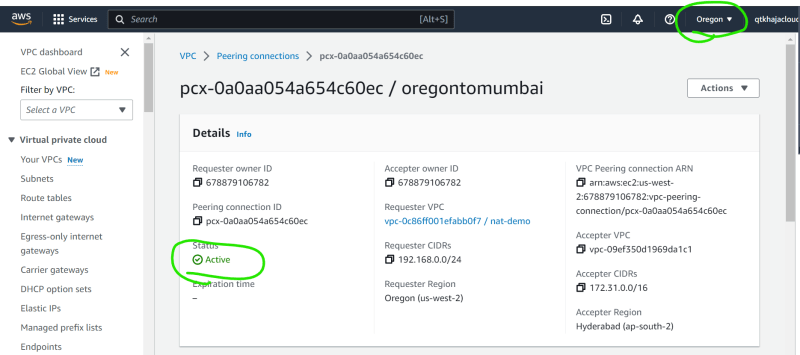 aws
Services
Search
[Alt+S]
Oregon
qtkhajacloud
VPC dashboard
EC2 Global View New
Filter by VPC:
Select a VPC
Virtual private cloud
Your VPCs New
Subnets
Route tables
Internet gateways
Egress-only internet
gateways
Carrier gateways
DHCP option sets
Elastic IPs
Managed prefix lists
Endpoints
VPC
Peering connections
pcx-0a0aa054a654c60ec
pcx-0a0aa054a654c60ec / oregontomumbai
Actions
Details Info
Requester owner ID
678879106782
Peering connection ID
pcx-0a0aa054a654c60ec
Status
Active
Expiration time
–
Accepter owner ID
678879106782
Requester VPC
vpc-0c86ff001efabb0f7 / nat-demo
Requester CIDRs
192.168.0.0/24
Requester Region
Oregon (us-west-2)
VPC Peering connection ARN
arn:aws:ec2:us-west-
2:678879106782:vpc-peering-
connection/pcx-0a0aa054a654c60ec
Accepter VPC
vpc-09ef350d1969da1c1
Accepter CIDRs
172.31.0.0/16
Accepter Region
Hyderabad (ap-south-2)